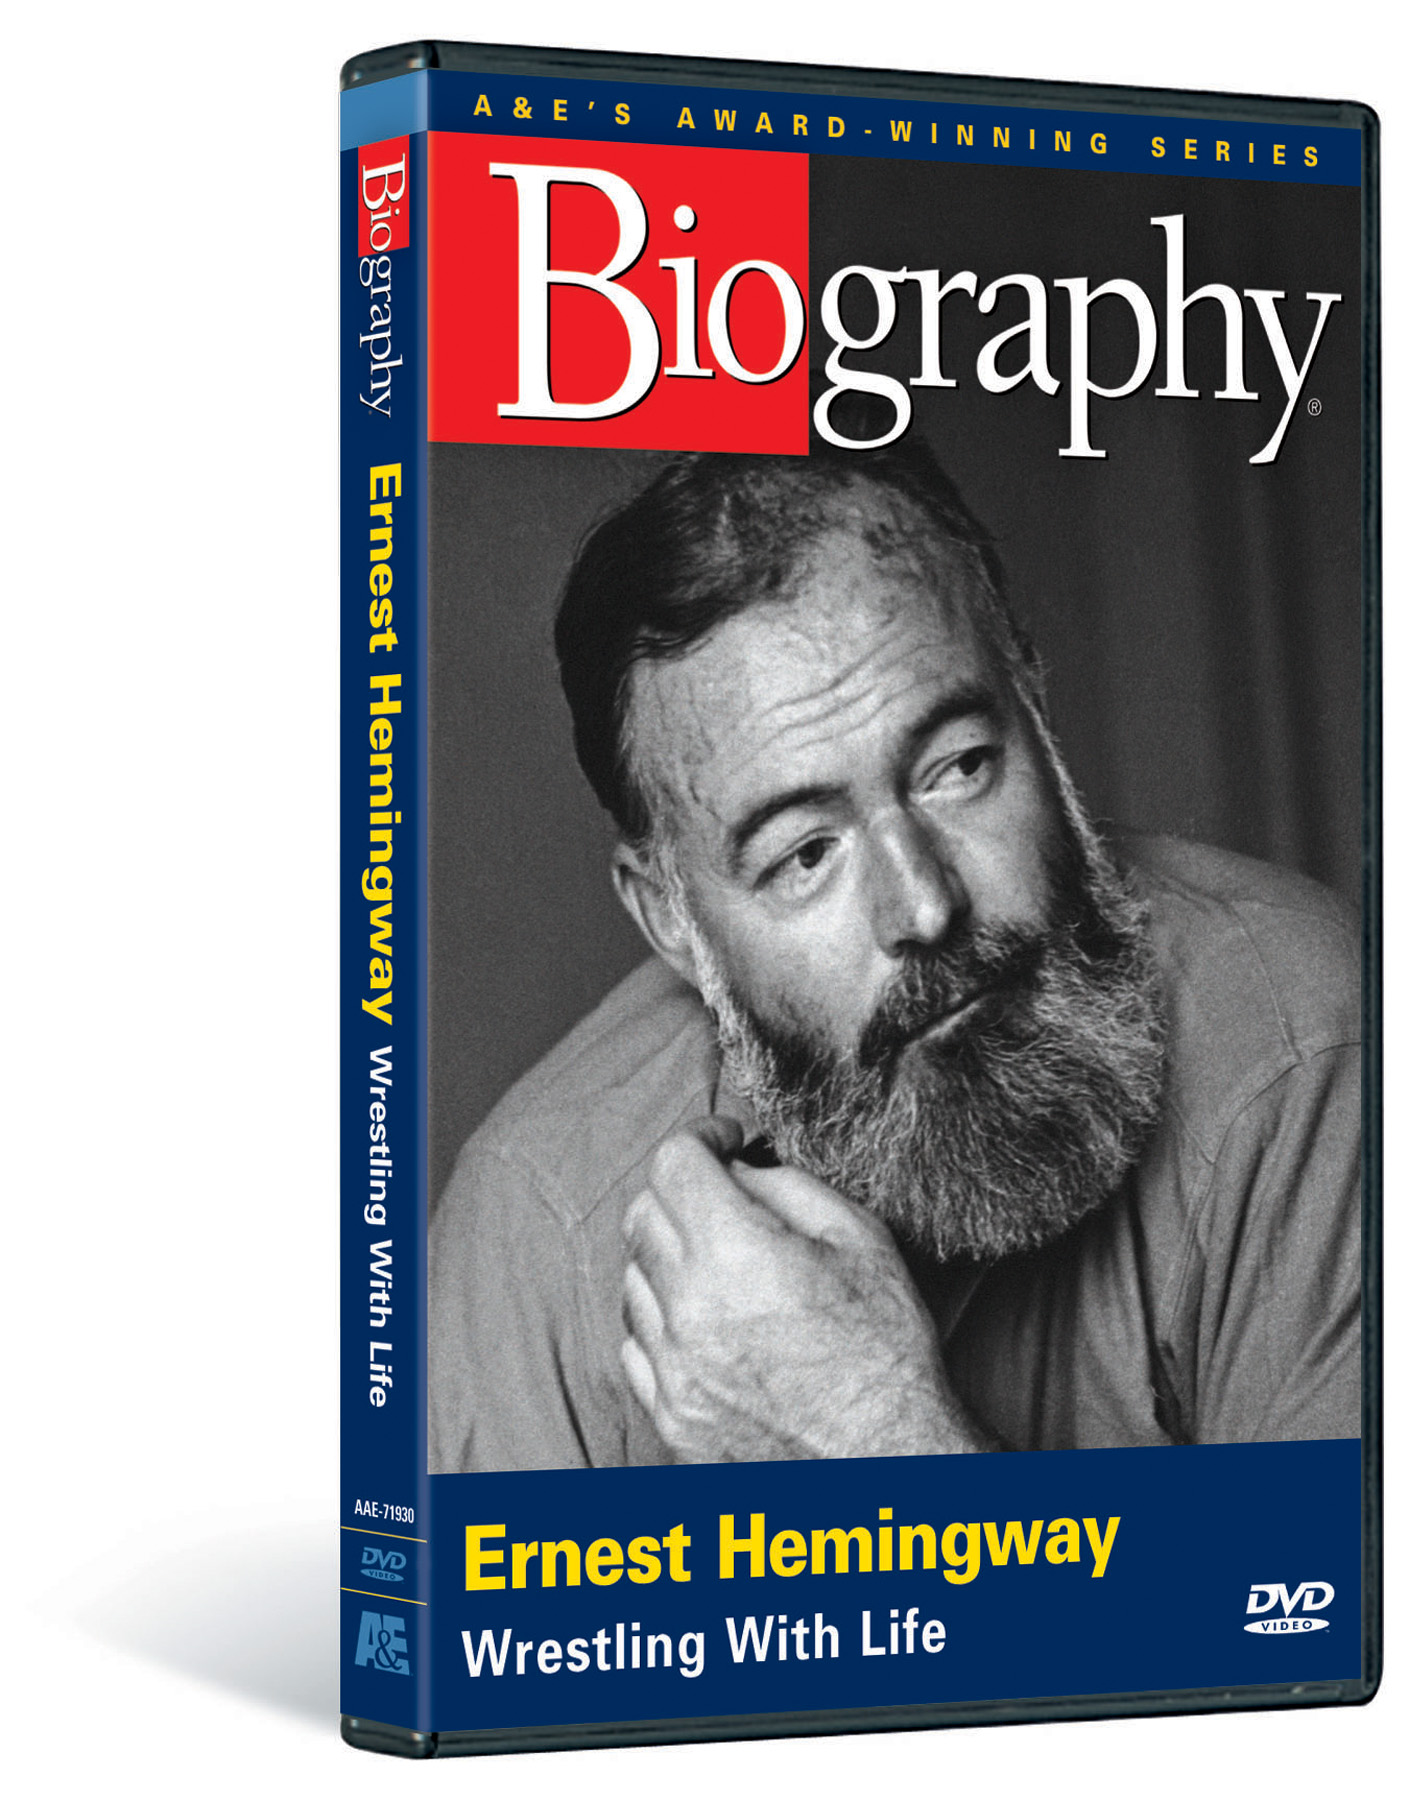 A&E'S AWARD-WINNING SERIES
Biography®
Ernest Hemingway
Wrestling With Life
DVD
VIDEO
Biography
Ernest Hemingway Wrestling With Life
AAE-71930
DVD
VIDEO
A&E